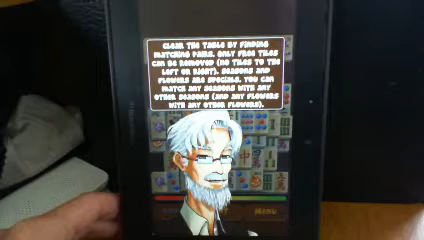 CLEAR THE TABLE BY FINDING
MATCHING PAIRS. ONLY FREE TILES
CAN BE REMOVED (NO TILES TO THE
LEFT OR RIGHT). SEASONS AND
FLOWERS ARE SPECIALS. YOU CAN
MATCH ANY SEASONS WITH ANY
OTHER SEASONS (AND ANY FLOWERS
WITH ANY OTHER FLOWERS).
MENU